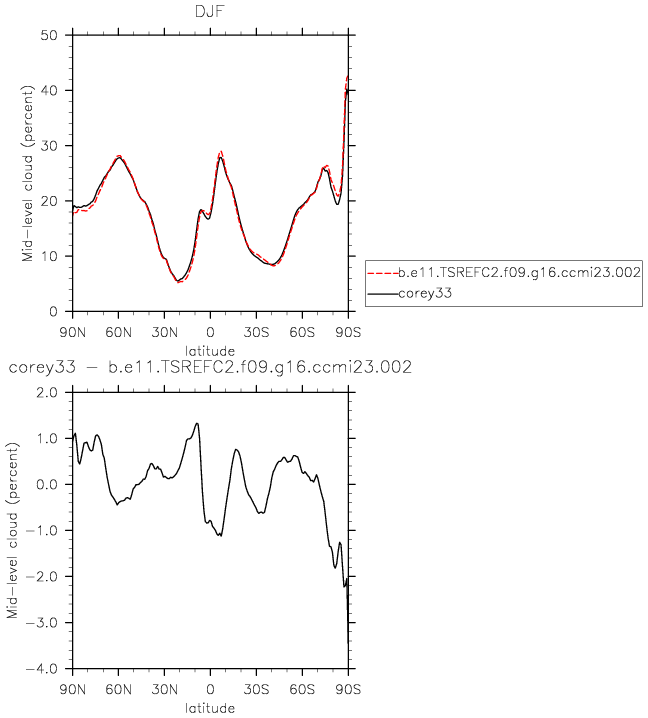 DJF
50
40
30
20
10
0
Mid-level cloud (percent)
90N 60N 30N 0 30S 60S 90S
latitude
b.e11.TSREFC2.f09.g16.ccmi23.002
corey33
corey33 - b.e11.TSREFC2.f09.g16.ccmi23.002
2.0
1.0
0.0
-1.0
-2.0
-3.0
-4.0
Mid-level cloud (percent)
90N 60N 30N 0 30S 60S 90S
latitude